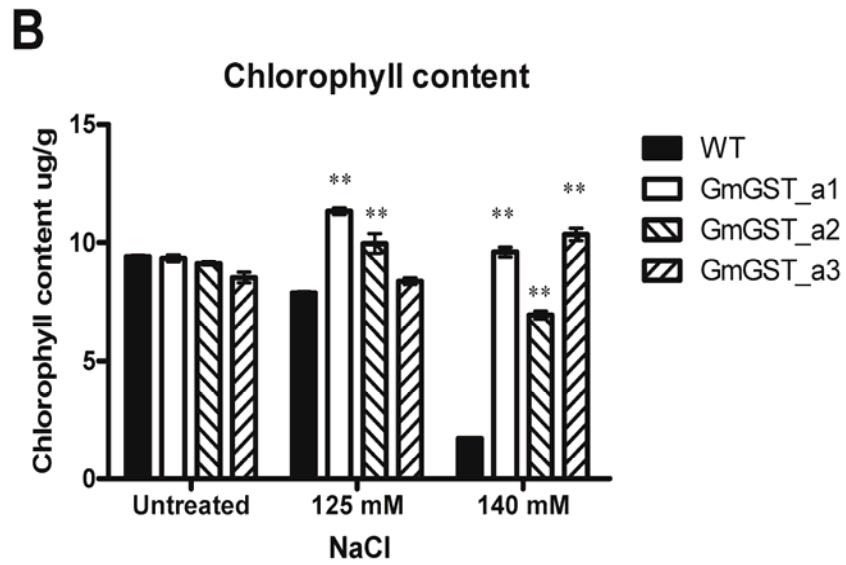 B
Chlorophyll content
Chlorophyll content ug/g
15
10
5
0
** ** ** ** **
Untreated 125 mM 140 mM
NaCl
WT
GmGST_a1
GmGST_a2
GmGST_a3